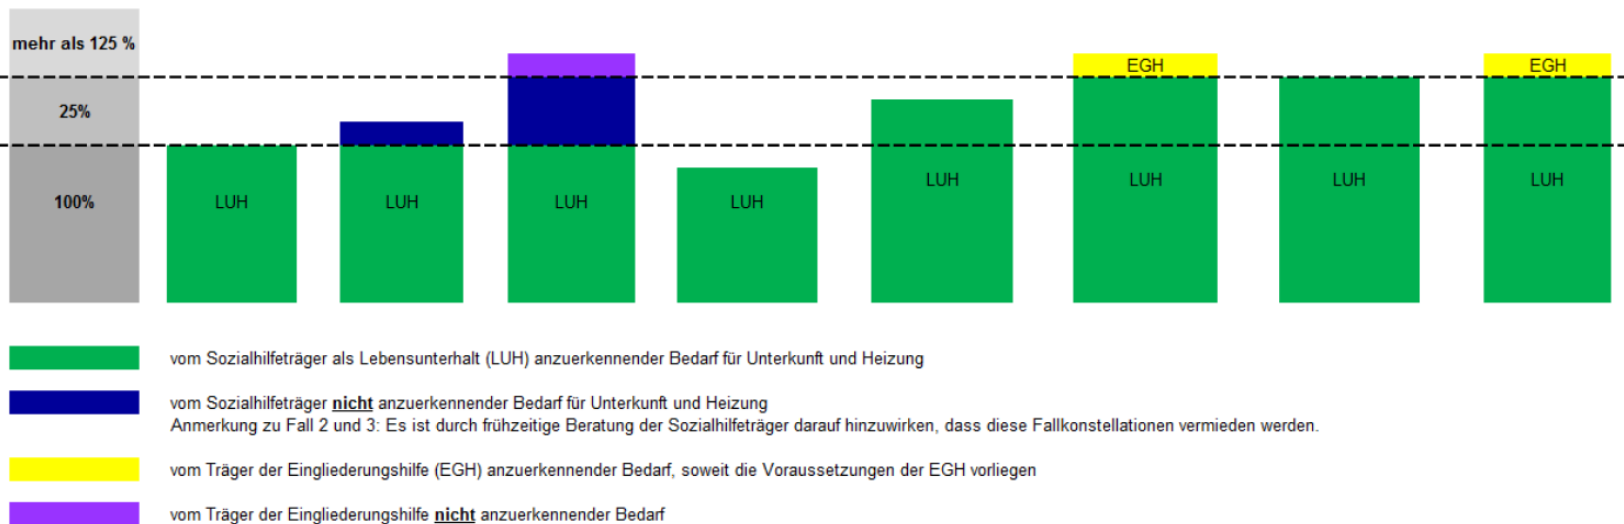 mehr als 125 %
EGH
EGH
25%
LUH
LUH
LUH
100%
LUH
LUH
LUH
LUH
LUH
vom Sozialhilfeträger als Lebensunterhalt (LUH) anzuerkennender Bedarf für Unterkunft und Heizung
vom Sozialhilfeträger nicht anzuerkennender Bedarf für Unterkunft und Heizung
Anmerkung zu Fall 2 und 3: Es ist durch frühzeitige Beratung der Sozialhilfeträger darauf hinzuwirken, dass diese Fallkonstellationen vermieden werden.
vom Träger der Eingliederungshilfe (EGH) anzuerkennender Bedarf, soweit die Voraussetzungen der EGH vorliegen
vom Träger der Eingliederungshilfe nicht anzuerkennender Bedarf